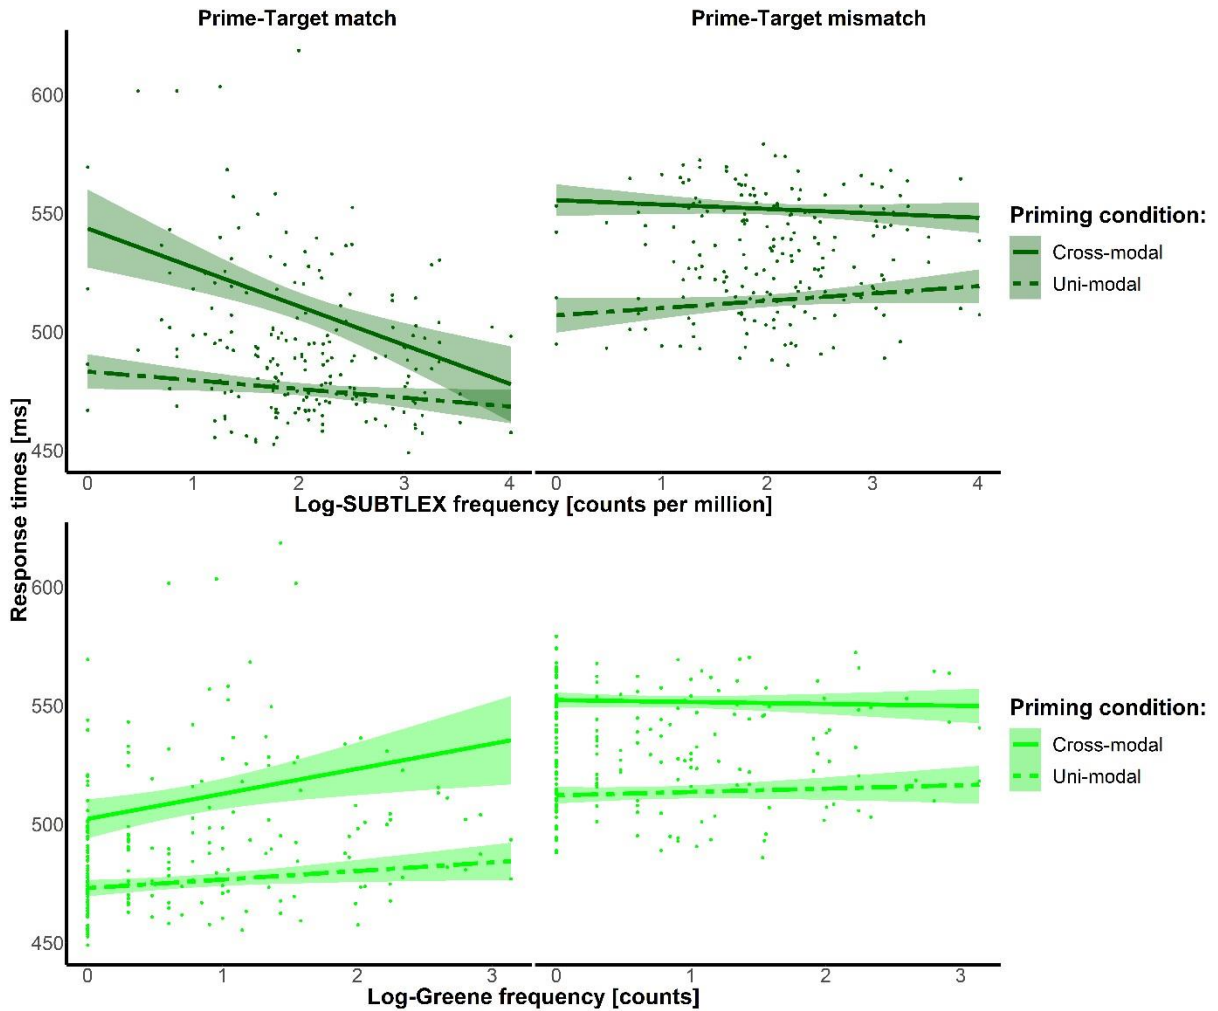 Prime-Target match
Prime-Target mismatch
Response times [ms]
600
550
500
450
0 1 2 3 4
0 1 2 3 4
Log-SUBTLEX frequency [counts per million]
Priming condition:
Cross-modal
Uni-modal
600
550
500
450
0 1 2 3
0 1 2 3
Log-Greene frequency [counts]
Priming condition:
Cross-modal
Uni-modal